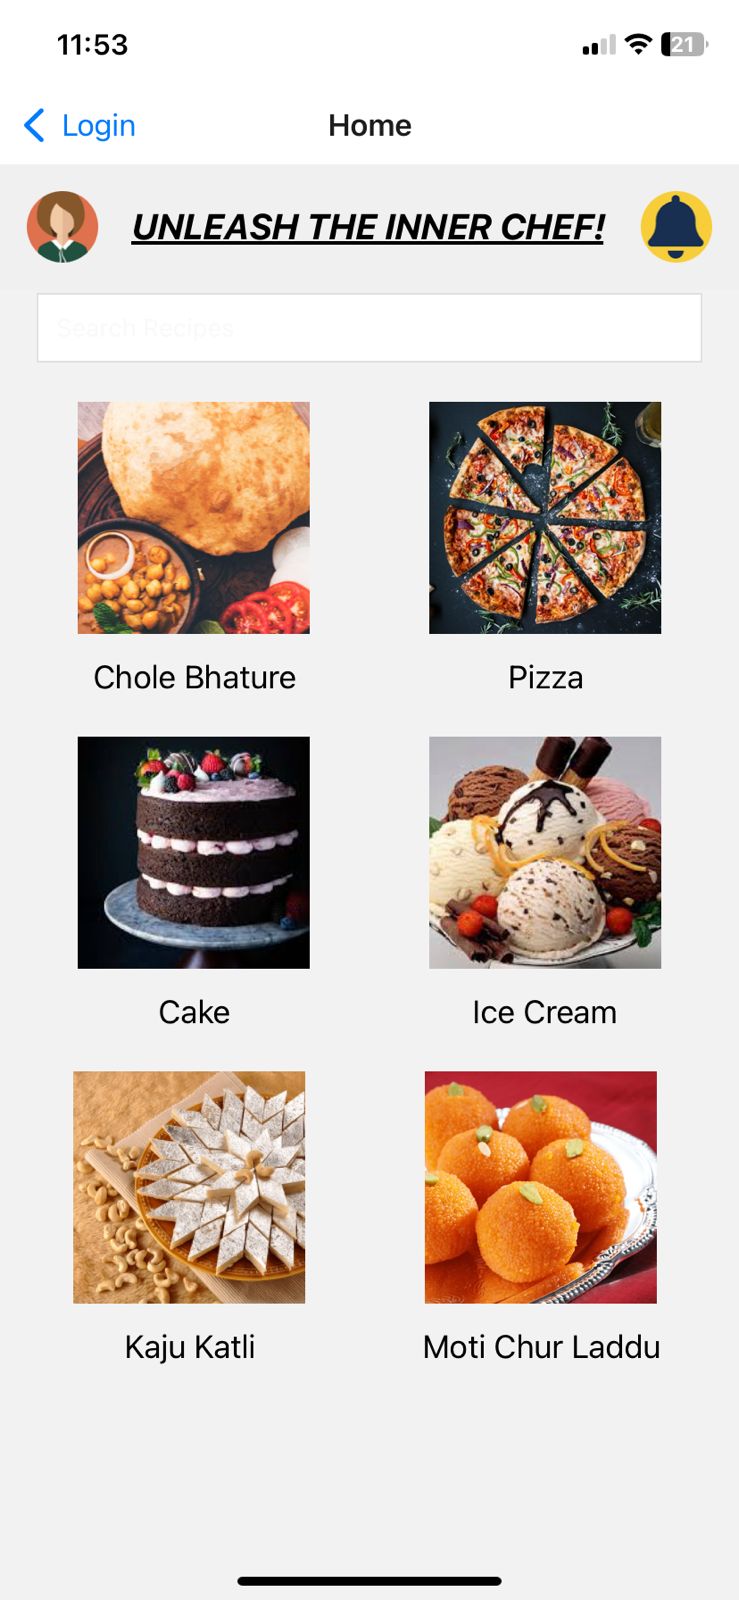 11:53
21
Login
Home
UNLEASH THE INNER CHEF!
Search Recipes
Chole Bhature
Pizza
Cake
Ice Cream
Kaju Katli
Moti Chur Laddu